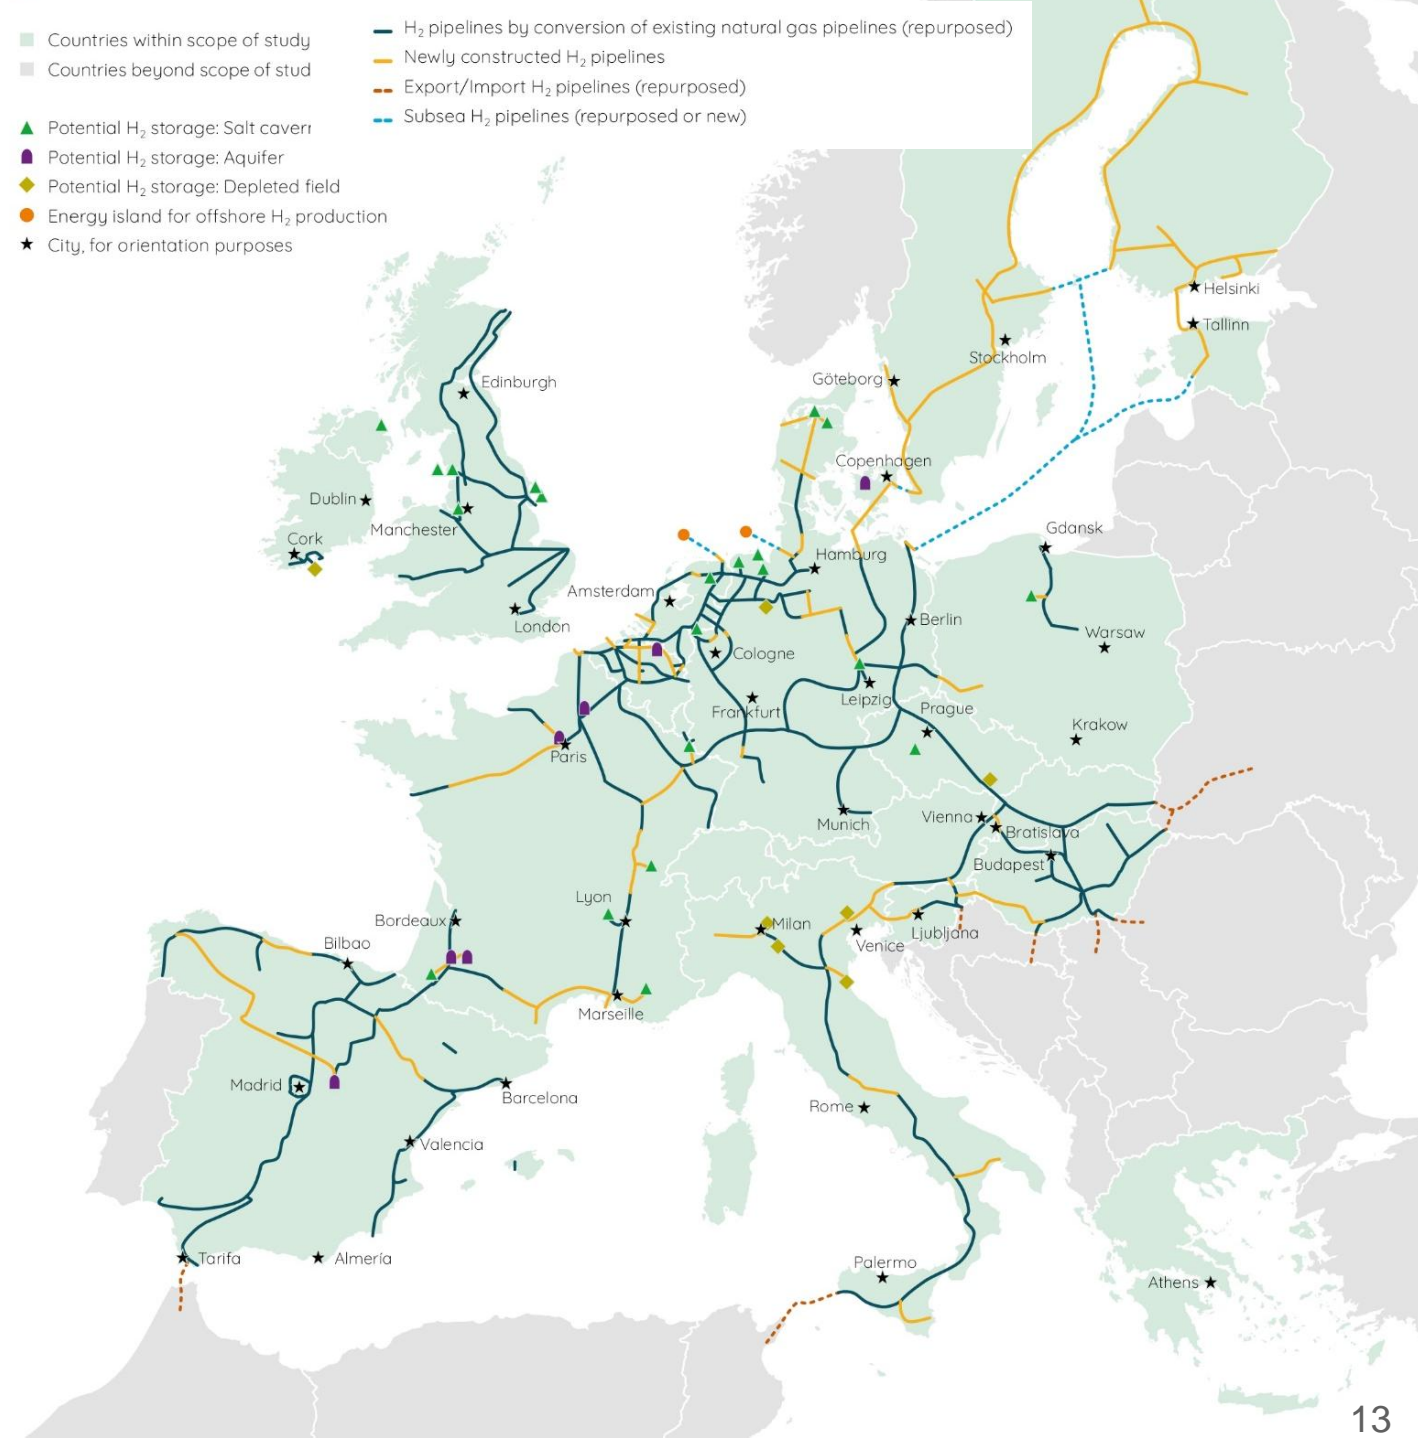 Countries within scope of study
Countries beyond scope of stud
Potential H₂ storage: Salt caverr
Potential H₂ storage: Aquifer
Potential H₂ storage: Depleted field
Energy island for offshore H₂ production
City, for orientation purposes
H₂ pipelines by conversion of existing natural gas pipelines (repurposed)
Newly constructed H₂ pipelines
Export/Import H₂ pipelines (repurposed)
Subsea H₂ pipelines (repurposed or new)
Helsinki
Tallinn
Stockholm
Göteborg
Edinburgh
Copenhagen
Dublin
Manchester
Cork
Gdansk
Hamburg
Amsterdam
London
Berlin
Warsaw
Cologne
Leipzig
Frankfurt
Prague
Krakow
Paris
Munich
Vienna
Bratislava
Budapest
Lyon
Bordeaux
Milan
Ljubljana
Venice
Bilbao
Marseille
Madrid
Barcelona
Rome
Valencia
Tarifa
Almería
Palermo
Athens
13